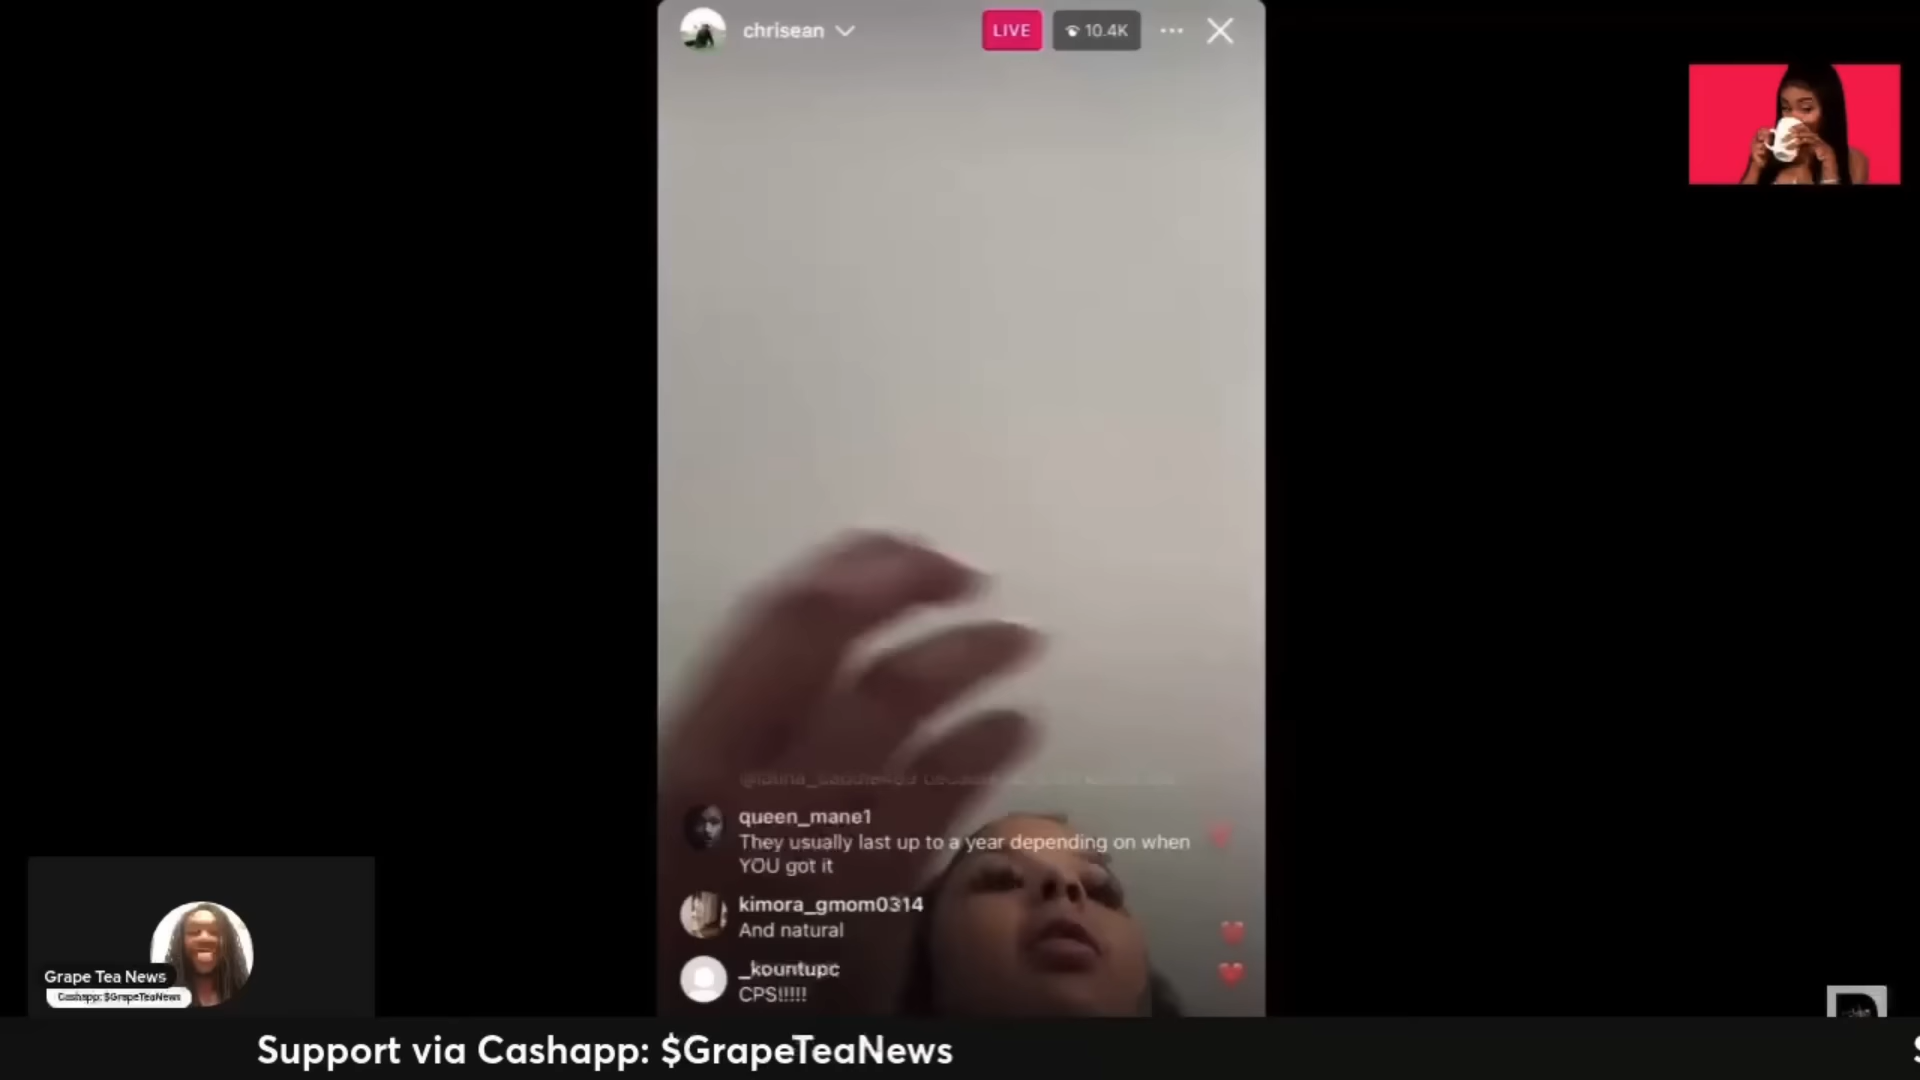 chrisean
LIVE
10.4K
queen_mane1
They usually last up to a year depending on when
YOU got it
kimora_gmom0314
And natural
_kountupc
CPS!!!!!
Grape Tea News
Cashapp: $GrapeTeaNews
Support via Cashapp: $GrapeTeaNews